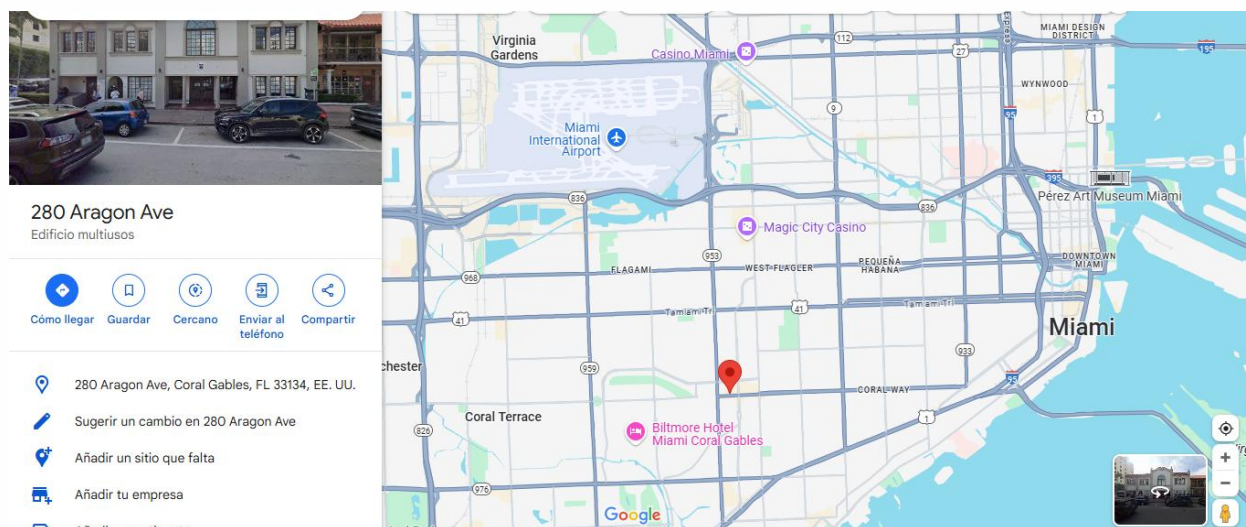 280 Aragon Ave
Edificio multiusos
Cómo llegar
Guardar
Cercano
Enviar al
teléfono
Compartir
280 Aragon Ave, Coral Gables, FL 33134, EE. UU.
Sugerir un cambio en 280 Aragon Ave
Añadir un sitio que falta
Añadir tu empresa
Virginia
Gardens
Casino Miami
112
27
MIAMI DESIGN
DISTRICT
195
WYNWOOD
Miami
International
Airport
9
95
1
395
Pérez Art Museum Miami
836
836
Magic City Casino
953
968
FLAGAMI
WEST FLAGLER
PEQUEÑA
HABANA
DOWNTOWN
MIAMI
41
Tamiami Trl
41
Tamiami Trl
Miami
chester
959
933
95
CORAL WAY
Coral Terrace
826
Biltmore Hotel
Miami Coral Gables
1
976
Google